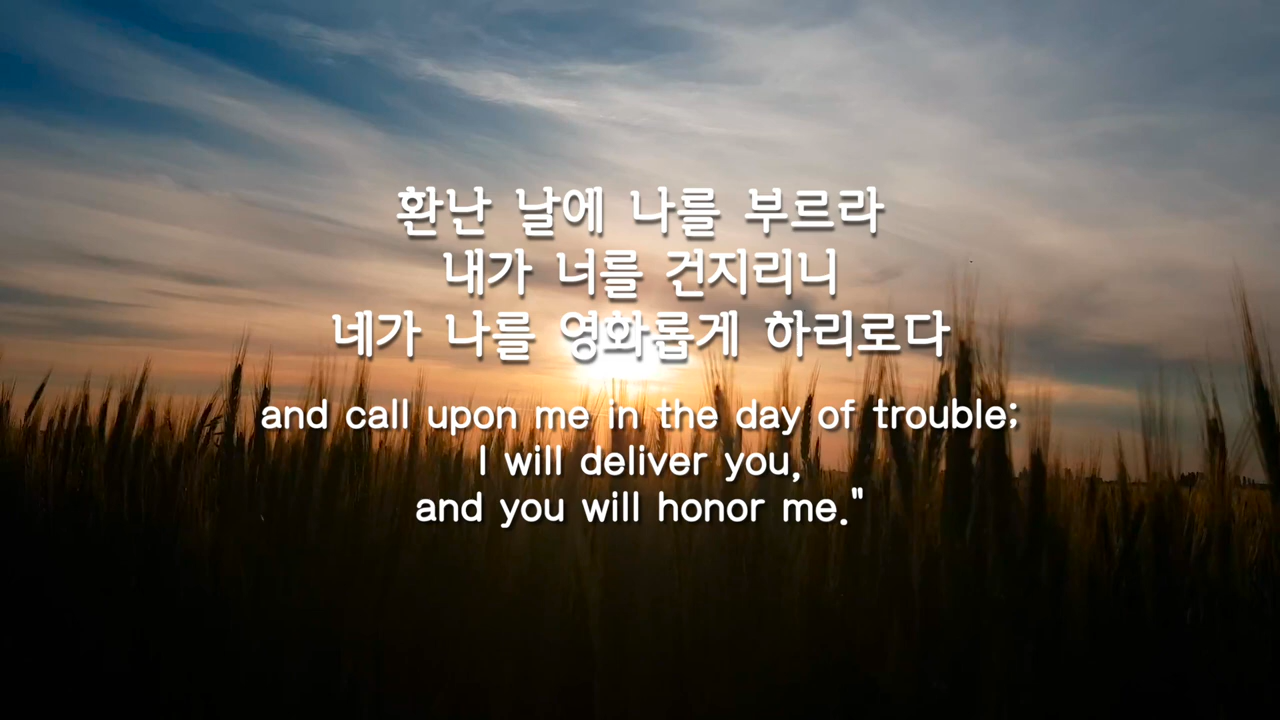 환난 날에 나를 부르라
내가 너를 건지리니
네가 나를 영화롭게 하리로다
and call upon me in the day of trouble;
I will deliver you,
and you will honor me."